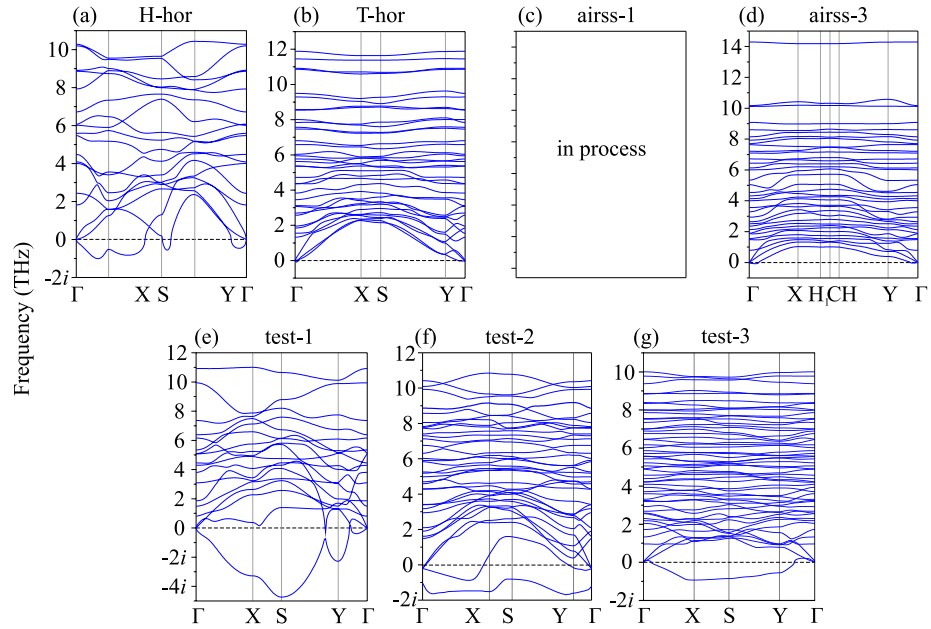 (a) H-hor
(b) T-hor
(c) airss-1
(d) airss-3
10
8
6
4
2
0
-2i
Γ X S Y Γ
12
10
8
6
4
2
0
Γ X S Y Γ
in process
14
12
10
8
6
4
2
0
Γ X H₁ C H Y Γ
Frequency (THz)
(e) test-1
(f) test-2
(g) test-3
12
10
8
6
4
2
0
-2i
-4i
Γ X S Y Γ
12
10
8
6
4
2
0
-2i
Γ X S Y Γ
10
8
6
4
2
0
-2i
Γ X S Y Γ